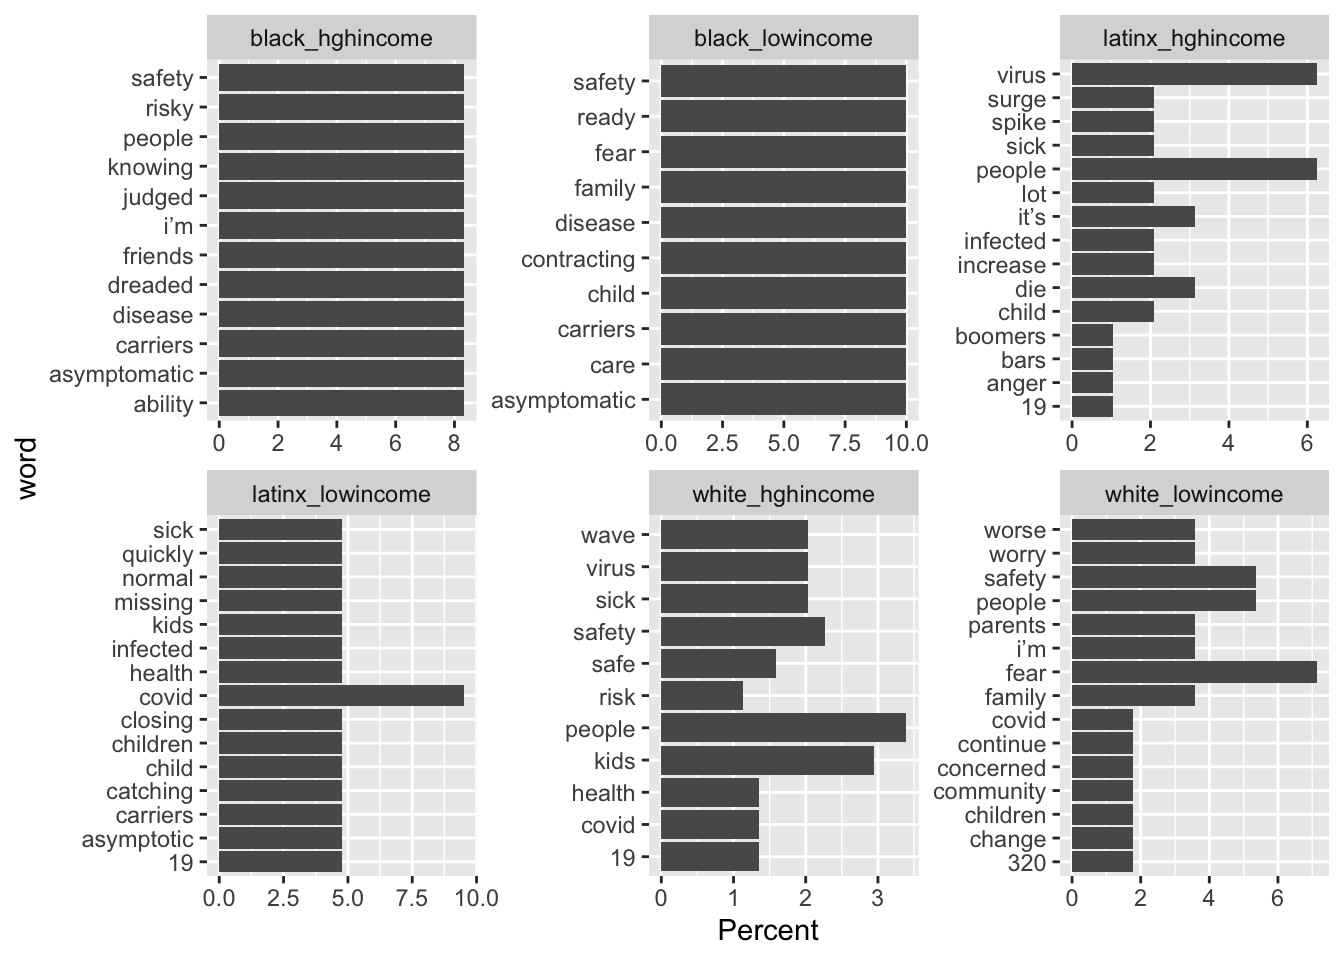 word
black_hghincome
safety
risky
people
knowing
judged
i’m
friends
dreaded
disease
carriers
asymptomatic
ability
0 2 4 6 8
black_lowincome
safety
ready
fear
family
disease
contracting
child
carriers
care
asymptomatic
0.0 2.5 5.0 7.5 10.0
latinx_hghincome
virus
surge
spike
sick
people
lot
it’s
infected
increase
die
child
boomers
bars
anger
19
0 2 4 6
latinx_lowincome
sick
quickly
normal
missing
kids
infected
health
covid
closing
children
child
catching
carriers
asymptotic
19
0.0 2.5 5.0 7.5 10.0
white_hghincome
wave
virus
sick
safety
safe
risk
people
kids
health
covid
19
0 1 2 3
white_lowincome
worse
worry
safety
people
parents
i’m
fear
family
covid
continue
concerned
community
children
change
320
0 2 4 6
Percent